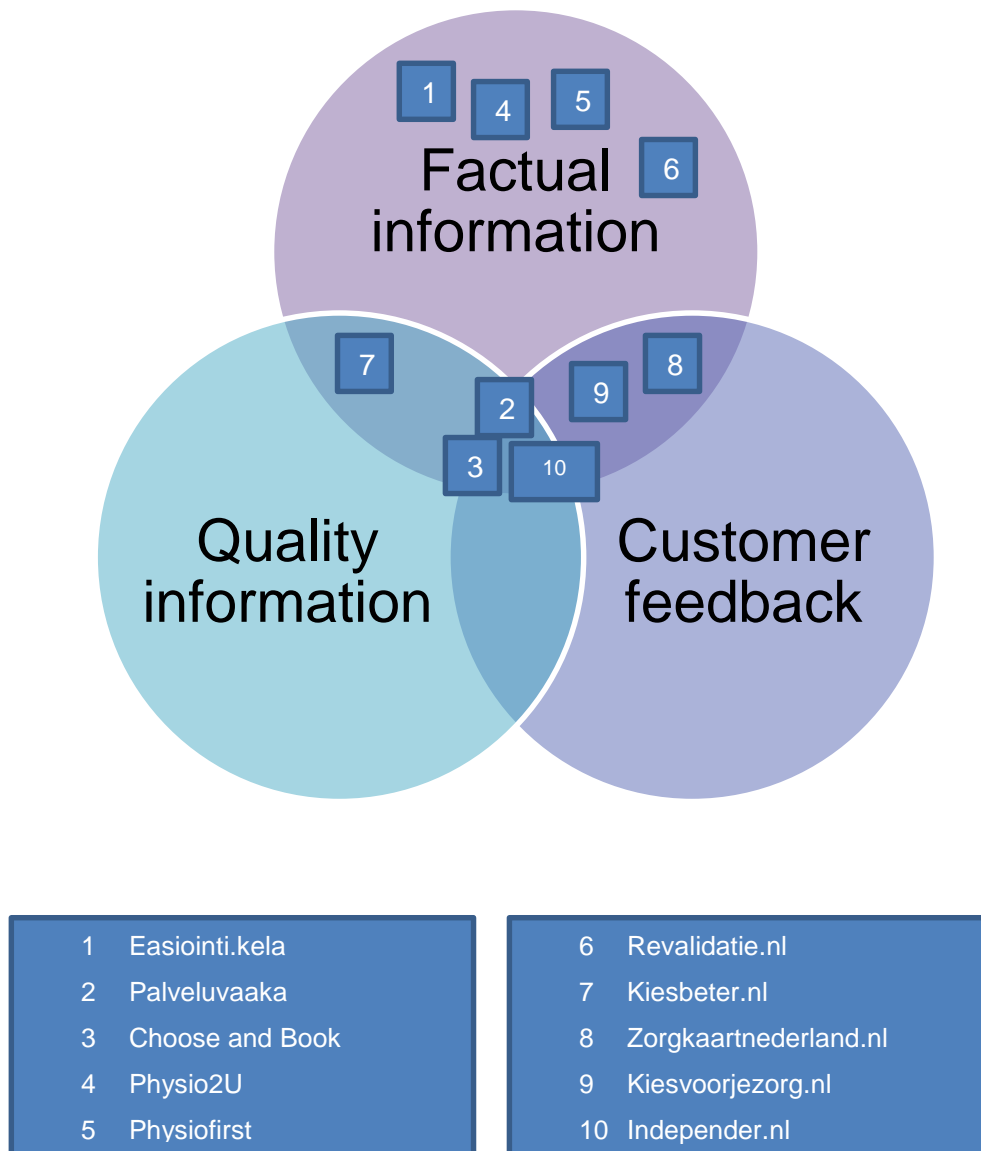 1
4
5
6
Factual
information
7
8
9
2
3
10
Quality
information
Customer
feedback
1 Easiointi.kela
2 Palveluvaaka
3 Choose and Book
4 Physio2U
5 Physiofirst
6 Revalidatie.nl
7 Kiesbeter.nl
8 Zorgkaartnederland.nl
9 Kiesvoorjezorg.nl
10 Independer.nl